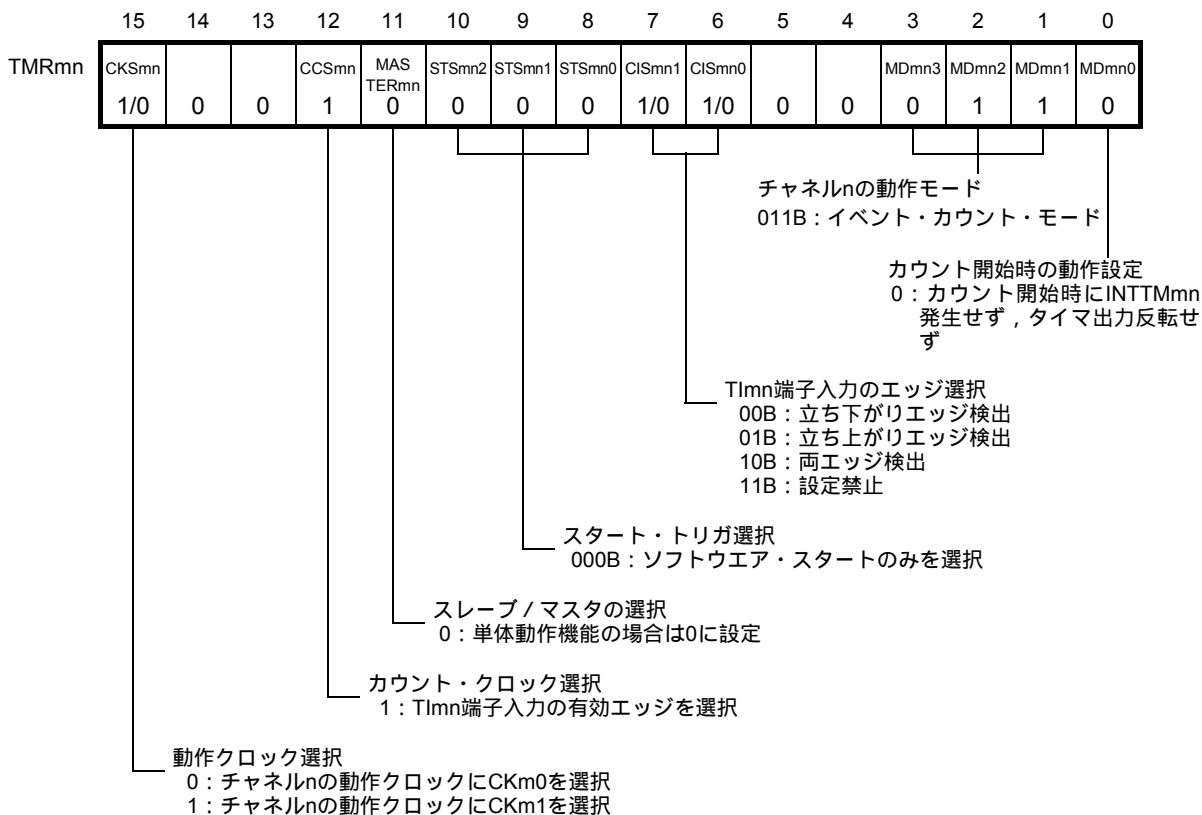 15 14 13 12 11 10 9 8 7 6 5 4 3 2 1 0
TMRmn CKSmn CCSmn MAS TERmn STSmn2 STSmn1 STSmn0 CISmn1 CISmn0 MDmn3 MDmn2 MDmn1 MDmn0
1/0 0 0 1 0 0 0 0 1/0 1/0 0 0 0 1 1 0
チャネルnの動作モード
011B：イベント・カウント・モード
カウント開始時の動作設定
0：カウント開始時にINTTMmn
発生せず，タイマ出力反転せ
ず
TImn端子入力のエッジ選択
00B：立ち下がりエッジ検出
01B：立ち上がりエッジ検出
10B：両エッジ検出
11B：設定禁止
スタート・トリガ選択
000B：ソフトウエア・スタートのみを選択
スレーブ／マスタの選択
0：単体動作機能の場合は0に設定
カウント・クロック選択
1：TImn端子入力の有効エッジを選択
動作クロック選択
0：チャネルnの動作クロックにCKm0を選択
1：チャネルnの動作クロックにCKm1を選択